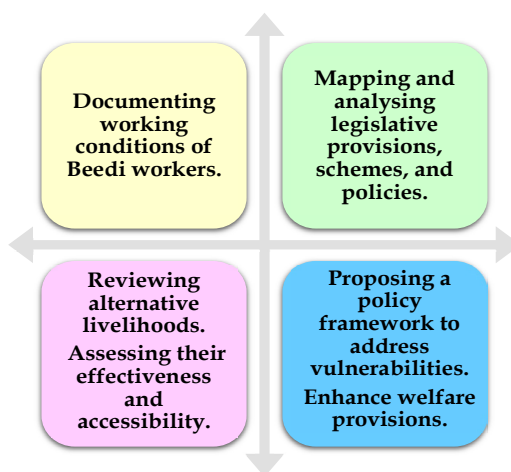 Documenting
working
conditions of
Beedi workers.
Mapping and
analysing
legislative
provisions,
schemes, and
policies.
Reviewing
alternative
livelihoods.
Assessing their
effectiveness
and
accessibility.
Proposing a
policy
framework to
address
vulnerabilities.
Enhance welfare
provisions.